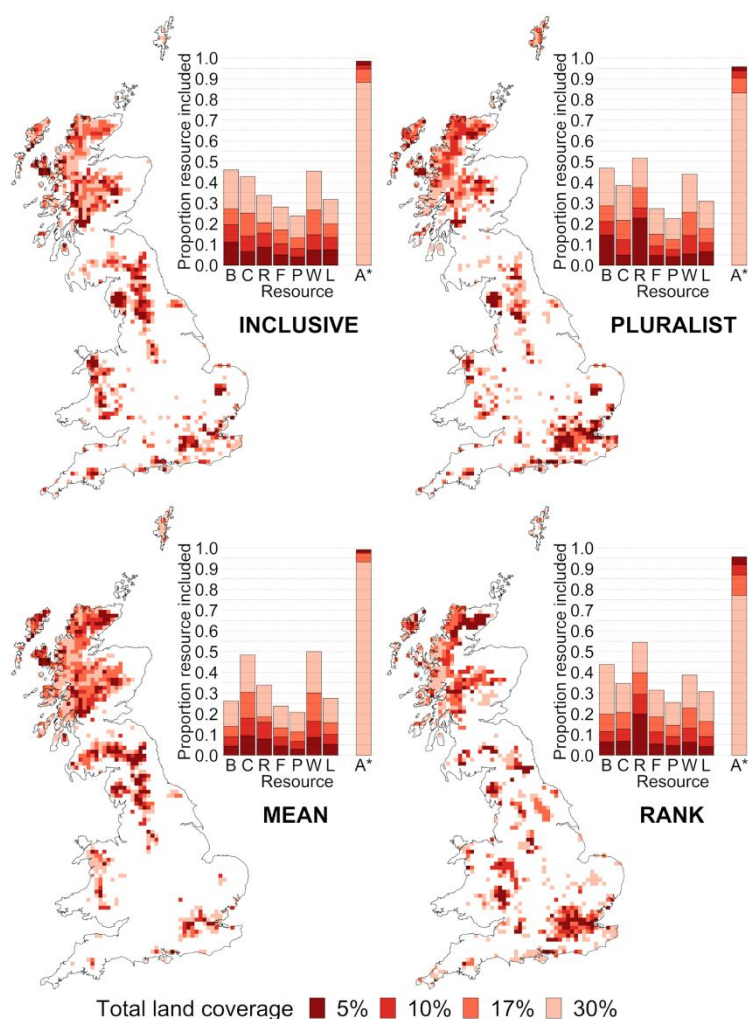 1.0
0.9
0.8
0.7
0.6
0.5
0.4
0.3
0.2
0.1
0.0
Proportion resource included
B C R F P W L A*
Resource
INCLUSIVE
1.0
0.9
0.8
0.7
0.6
0.5
0.4
0.3
0.2
0.1
0.0
Proportion resource included
B C R F P W L A*
Resource
PLURALIST
1.0
0.9
0.8
0.7
0.6
0.5
0.4
0.3
0.2
0.1
0.0
Proportion resource included
B C R F P W L A*
Resource
MEAN
1.0
0.9
0.8
0.7
0.6
0.5
0.4
0.3
0.2
0.1
0.0
Proportion resource included
B C R F P W L A*
Resource
RANK
Total land coverage 5% 10% 17% 30%